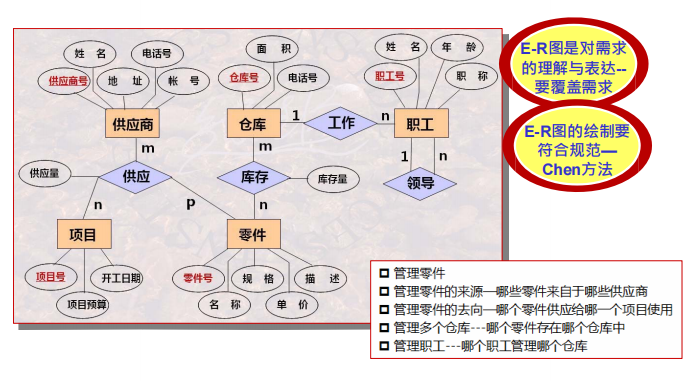 姓 名
电话号
供应商号
地 址
帐 号
供应商
面 积
仓库号
电话号
仓库
姓 名
年 龄
职工号
职 称
职工
1
工作
n
m
m
1
n
供应量
供应
库存
库存量
领导
n
P
n
项目
零件
项目号
开工日期
项目预算
零件号
规 格
描 述
名 称
单 价
E-R图是对需求
的理解与表达--
要覆盖需求
E-R图的绘制要
符合规范—
Chen方法
管理零件
管理零件的来源—哪些零件来自于哪些供应商
管理零件的去向—哪个零件供应给哪一个项目使用
管理多个仓库---哪个零件存在哪个仓库中
管理职工---哪个职工管理哪个仓库